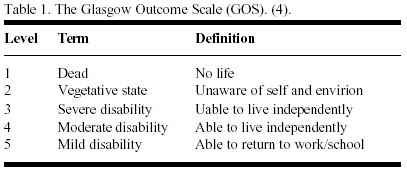 Table 1. The Glasgow Outcome Scale (GOS). (4).
Level Term Definition
1 Dead No life
2 Vegetative state Unaware of self and envirion
3 Severe disability Uable to live independently
4 Moderate disability Able to live independently
5 Mild disability Able to return to work/school